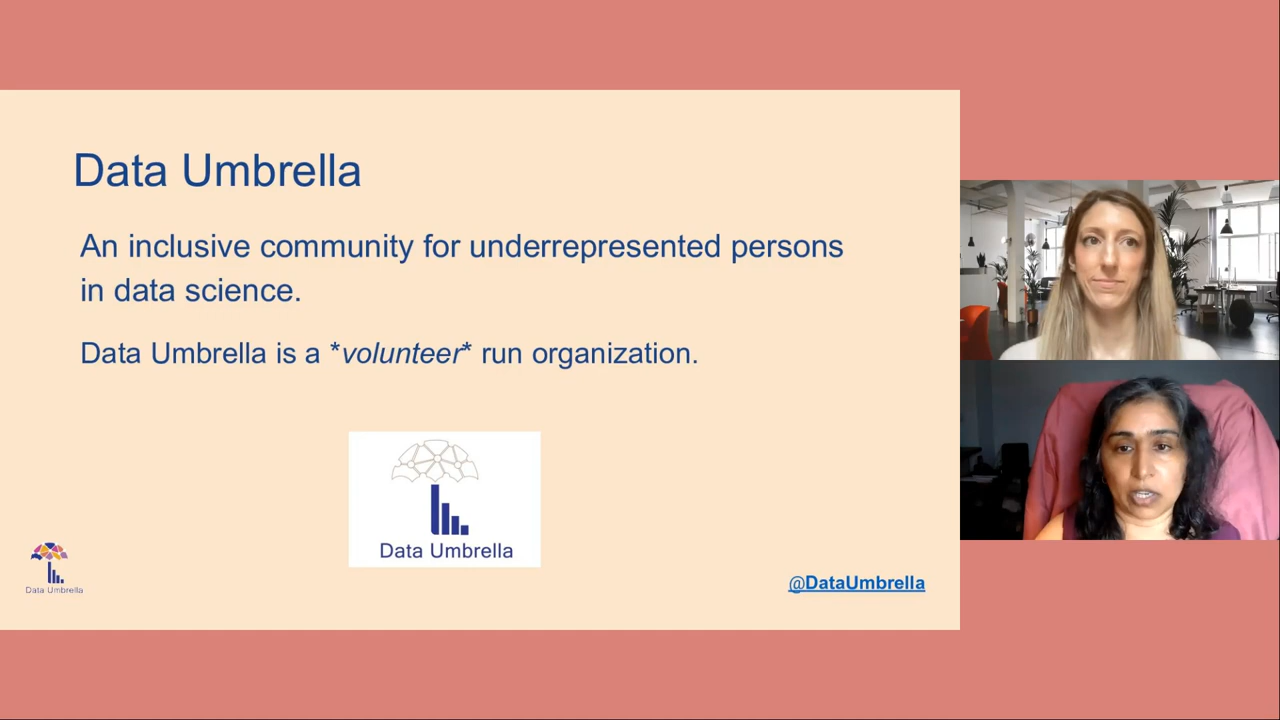 Data Umbrella
An inclusive community for underrepresented persons
in data science.
Data Umbrella is a *volunteer* run organization.
Data Umbrella
Data Umbrella
@DataUmbrella